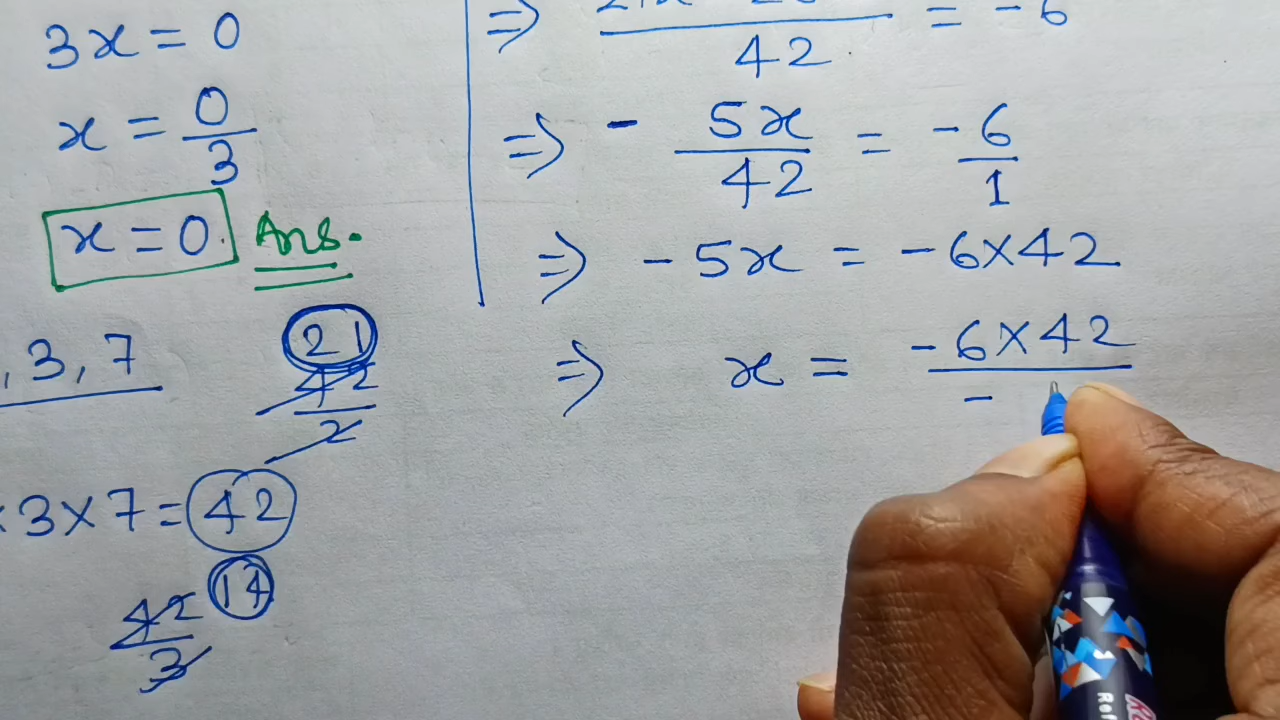 3x = 0
x = 0/3
x = 0. Ans.
, 3, 7
21
42/2
× 3 × 7 = 42
14
42/3
⇒ /42 = -6
⇒ - 5x/42 = -6/1
⇒ - 5x = -6×42
⇒ x = -6×42/-